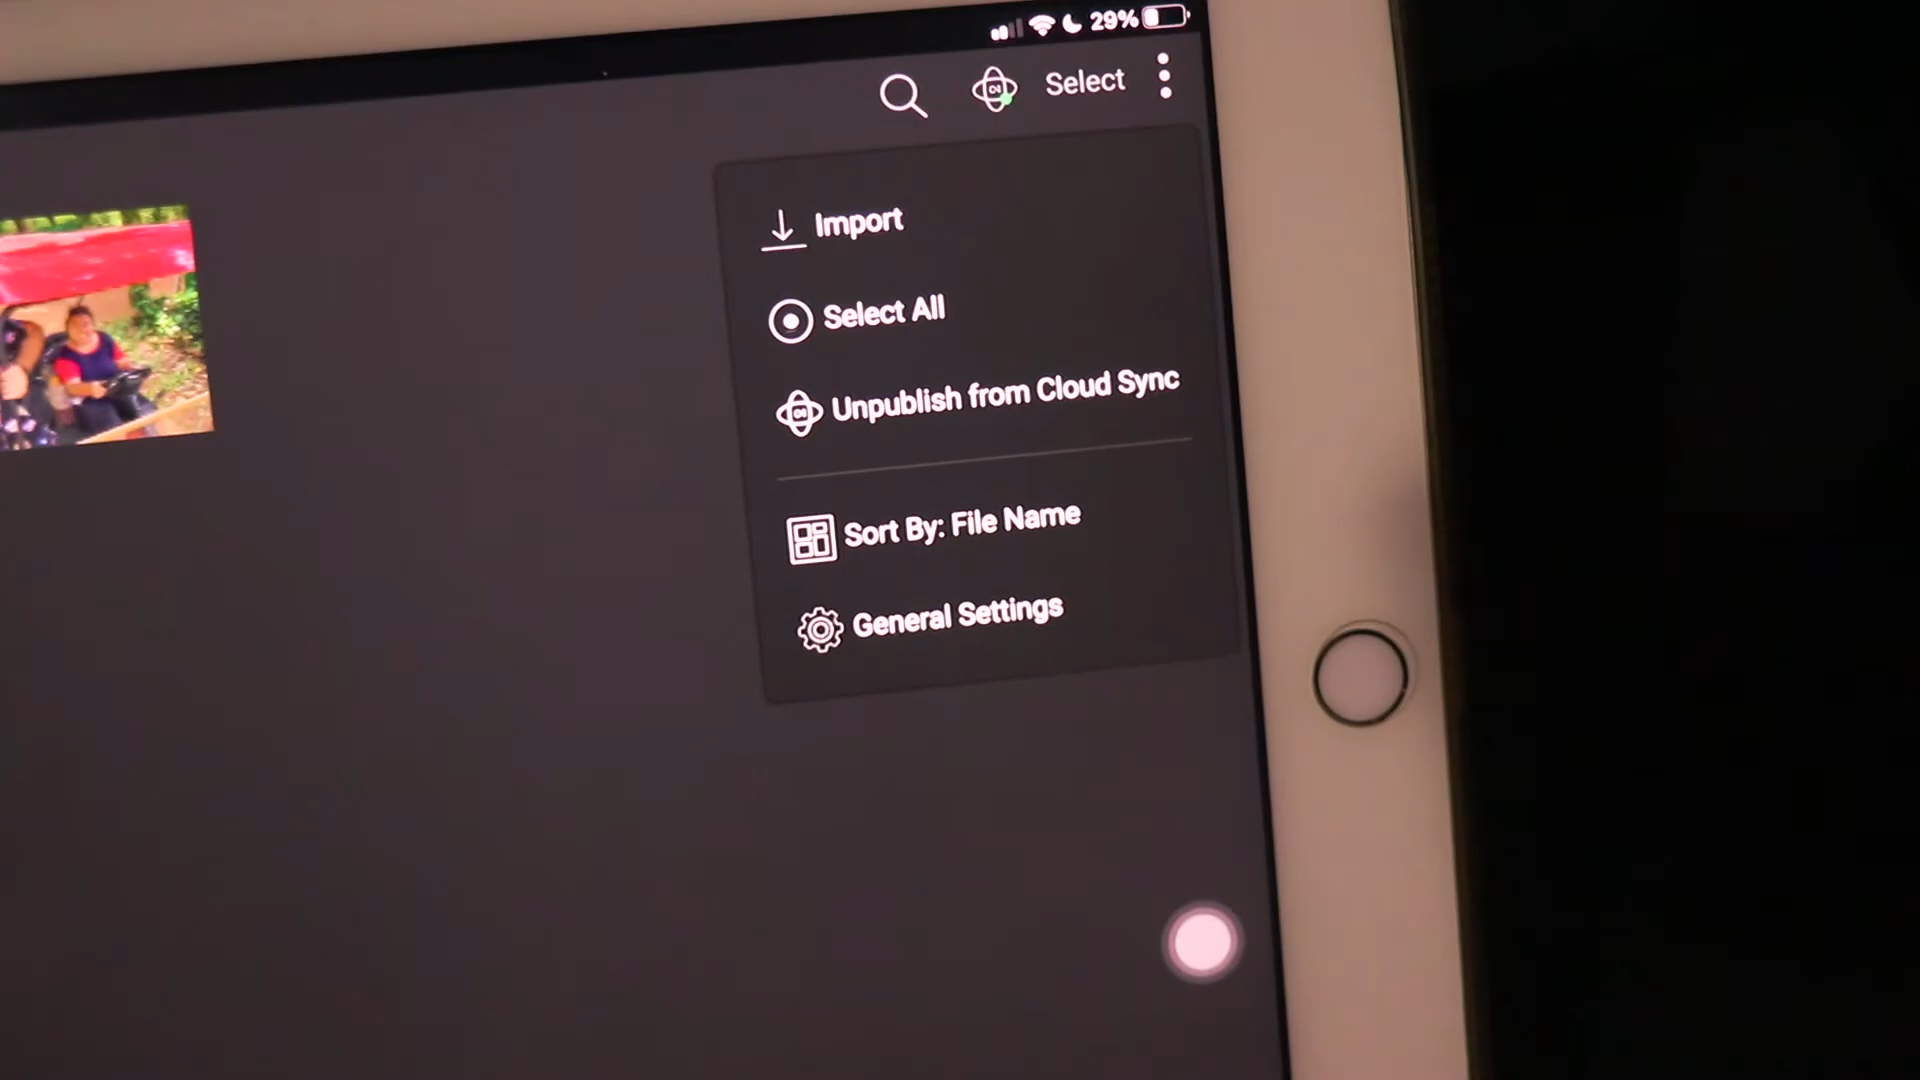 29%
Select
Import
Select All
Unpublish from Cloud Sync
Sort By: File Name
General Settings